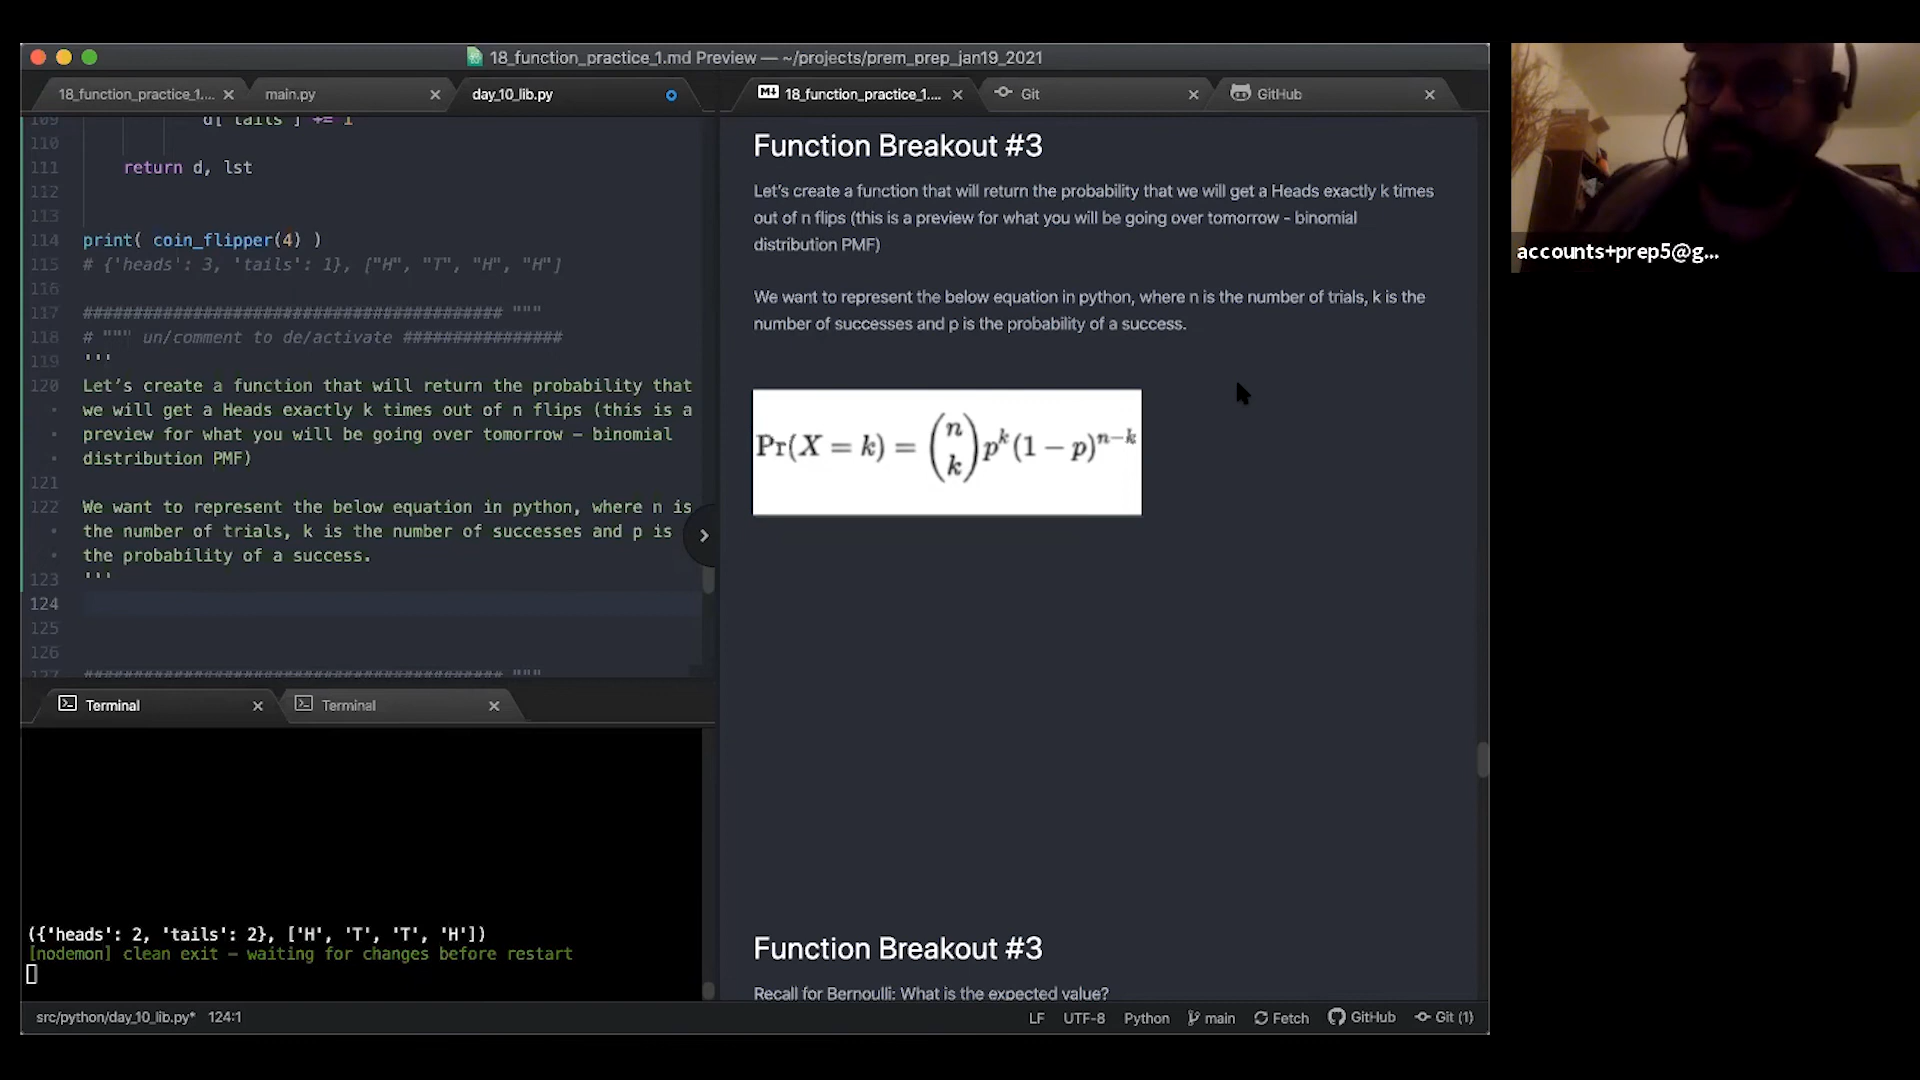 18_function_practice_1.md Preview — ~/projects/prem_prep_jan19_2021
18_function_practice_1.... main.py day_10_lib.py
109 d['tails'] += 1
110
111 return d, lst
112
113
114 print( coin_flipper(4) )
115 # {'heads': 3, 'tails': 1}, ["H", "T", "H", "H"]
116
117 ########################################## """
118 # """ un/comment to de/activate ################
119 '''
120 Let’s create a function that will return the probability that
we will get a Heads exactly k times out of n flips (this is a
preview for what you will be going over tomorrow – binomial
distribution PMF)
121
122 We want to represent the below equation in python, where n is
the number of trials, k is the number of successes and p is
the probability of a success.
123 '''
124
125
126
127 ########################################## """
Terminal Terminal
({'heads': 2, 'tails': 2}, ['H', 'T', 'T', 'H'])
[nodemon] clean exit – waiting for changes before restart
18_function_practice_1.... Git GitHub
Function Breakout #3
Let’s create a function that will return the probability that we will get a Heads exactly k times
out of n flips (this is a preview for what you will be going over tomorrow - binomial
distribution PMF)
We want to represent the below equation in python, where n is the number of trials, k is the
number of successes and p is the probability of a success.
Pr(X = k) = (n k) p^k (1 − p)^{n−k}
Function Breakout #3
Recall for Bernoulli: What is the expected value?
src/python/day_10_lib.py* 124:1 LF UTF-8 Python main Fetch GitHub Git (1)
accounts+prep5@g...